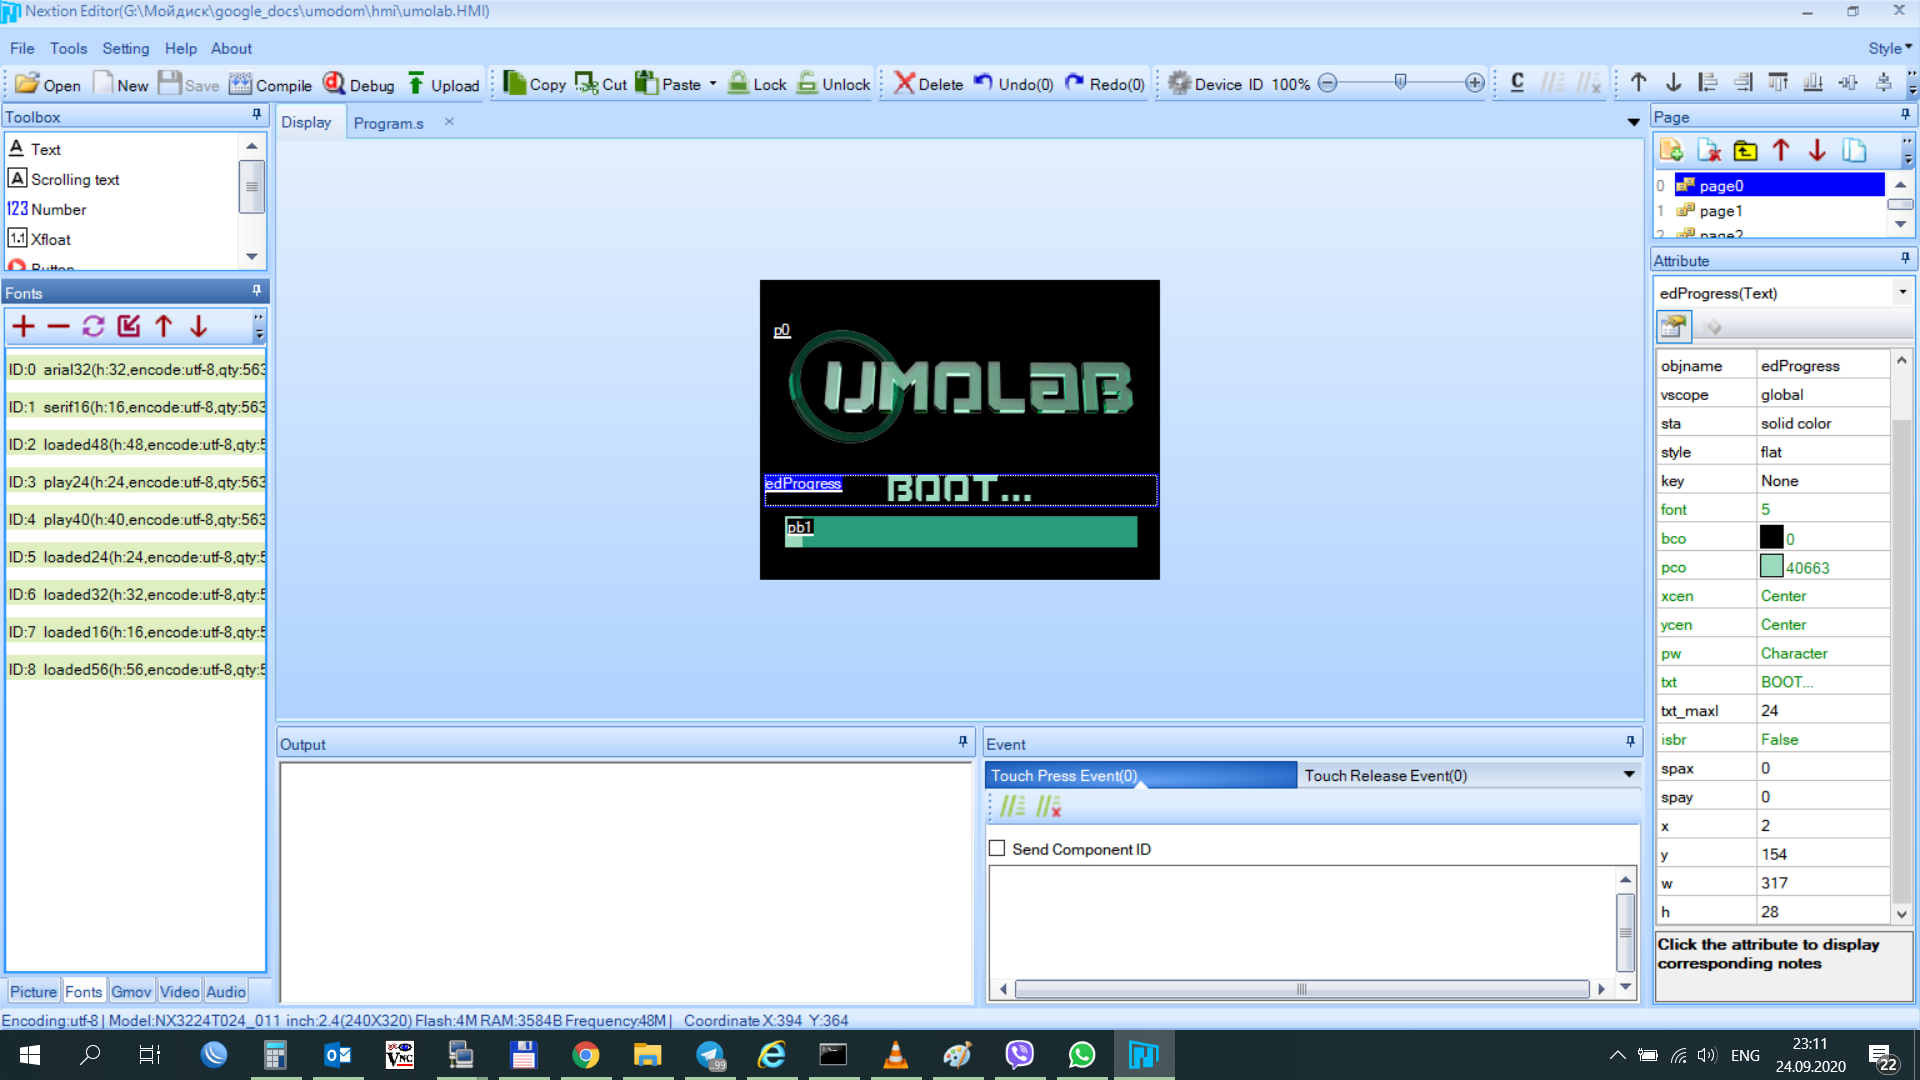 Nextion Editor(G:\Мойдиск\google_docs\umodom\hmi\umolab.HMI)
File Tools Setting Help About
Style
Open New Save Compile Debug Upload Copy Cut Paste Lock Unlock Delete Undo(0) Redo(0) Device ID 100%
Toolbox
Text
Scrolling text
Number
Xfloat
Button
Fonts
ID:0 arial32(h:32,encode:utf-8,qty:563
ID:1 serif16(h:16,encode:utf-8,qty:563
ID:2 loaded48(h:48,encode:utf-8,qty:5
ID:3 play24(h:24,encode:utf-8,qty:563
ID:4 play40(h:40,encode:utf-8,qty:563
ID:5 loaded24(h:24,encode:utf-8,qty:5
ID:6 loaded32(h:32,encode:utf-8,qty:5
ID:7 loaded16(h:16,encode:utf-8,qty:5
ID:8 loaded56(h:56,encode:utf-8,qty:5
Picture Fonts Gmov Video Audio
Display Program.s
p0
UMOLAB
edProgress BOOT...
pb1
Output
Event
Touch Press Event(0) Touch Release Event(0)
Send Component ID
Page
0 page0
1 page1
2 page2
Attribute
edProgress(Text)
objname edProgress
vscope global
sta solid color
style flat
key None
font 5
bco 0
pco 40663
xcen Center
ycen Center
pw Character
txt BOOT...
txt_maxl 24
isbr False
spax 0
spay 0
x 2
y 154
w 317
h 28
Click the attribute to display
corresponding notes
Encoding:utf-8 | Model:NX3224T024_011 inch:2.4(240X320) Flash:4M RAM:3584B Frequency:48M | Coordinate X:394 Y:364
99
ENG
23:11
24.09.2020
22